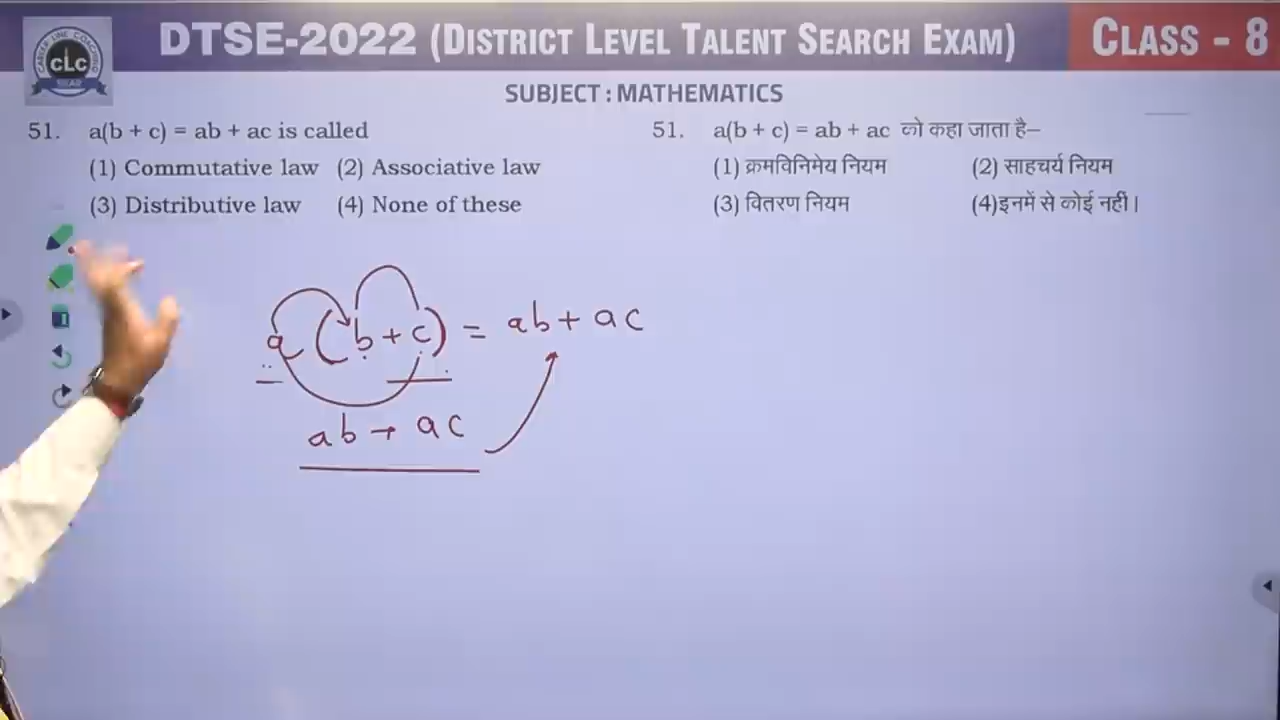 DTSE-2022 (DISTRICT LEVEL TALENT SEARCH EXAM)
CLASS - 8
cLc
SUBJECT : MATHEMATICS
51. a(b + c) = ab + ac is called
(1) Commutative law (2) Associative law
(3) Distributive law (4) None of these
51. a(b + c) = ab + ac को कहा जाता है–
(1) क्रमविनिमेय नियम (2) साहचर्य नियम
(3) वितरण नियम (4)इनमें से कोई नहीं।
a (b + c) = ab + ac
ab + ac